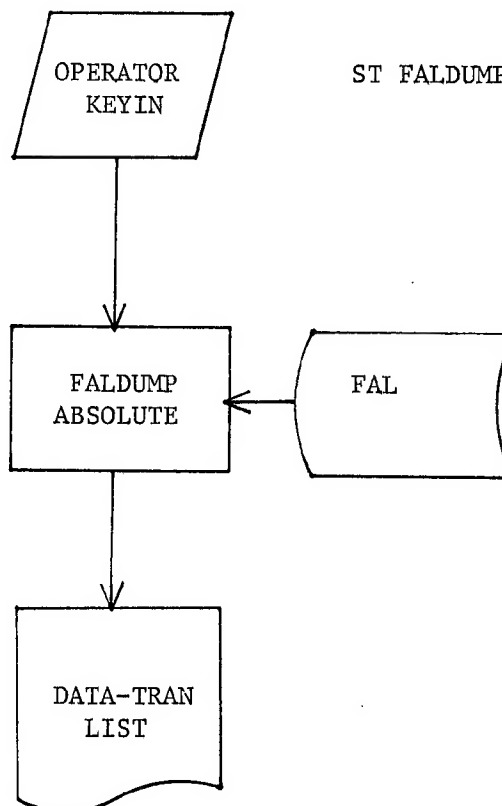 OPERATOR
KEYIN
ST FALDUMP
FALDUMP
ABSOLUTE
FAL
DATA-TRAN
LIST